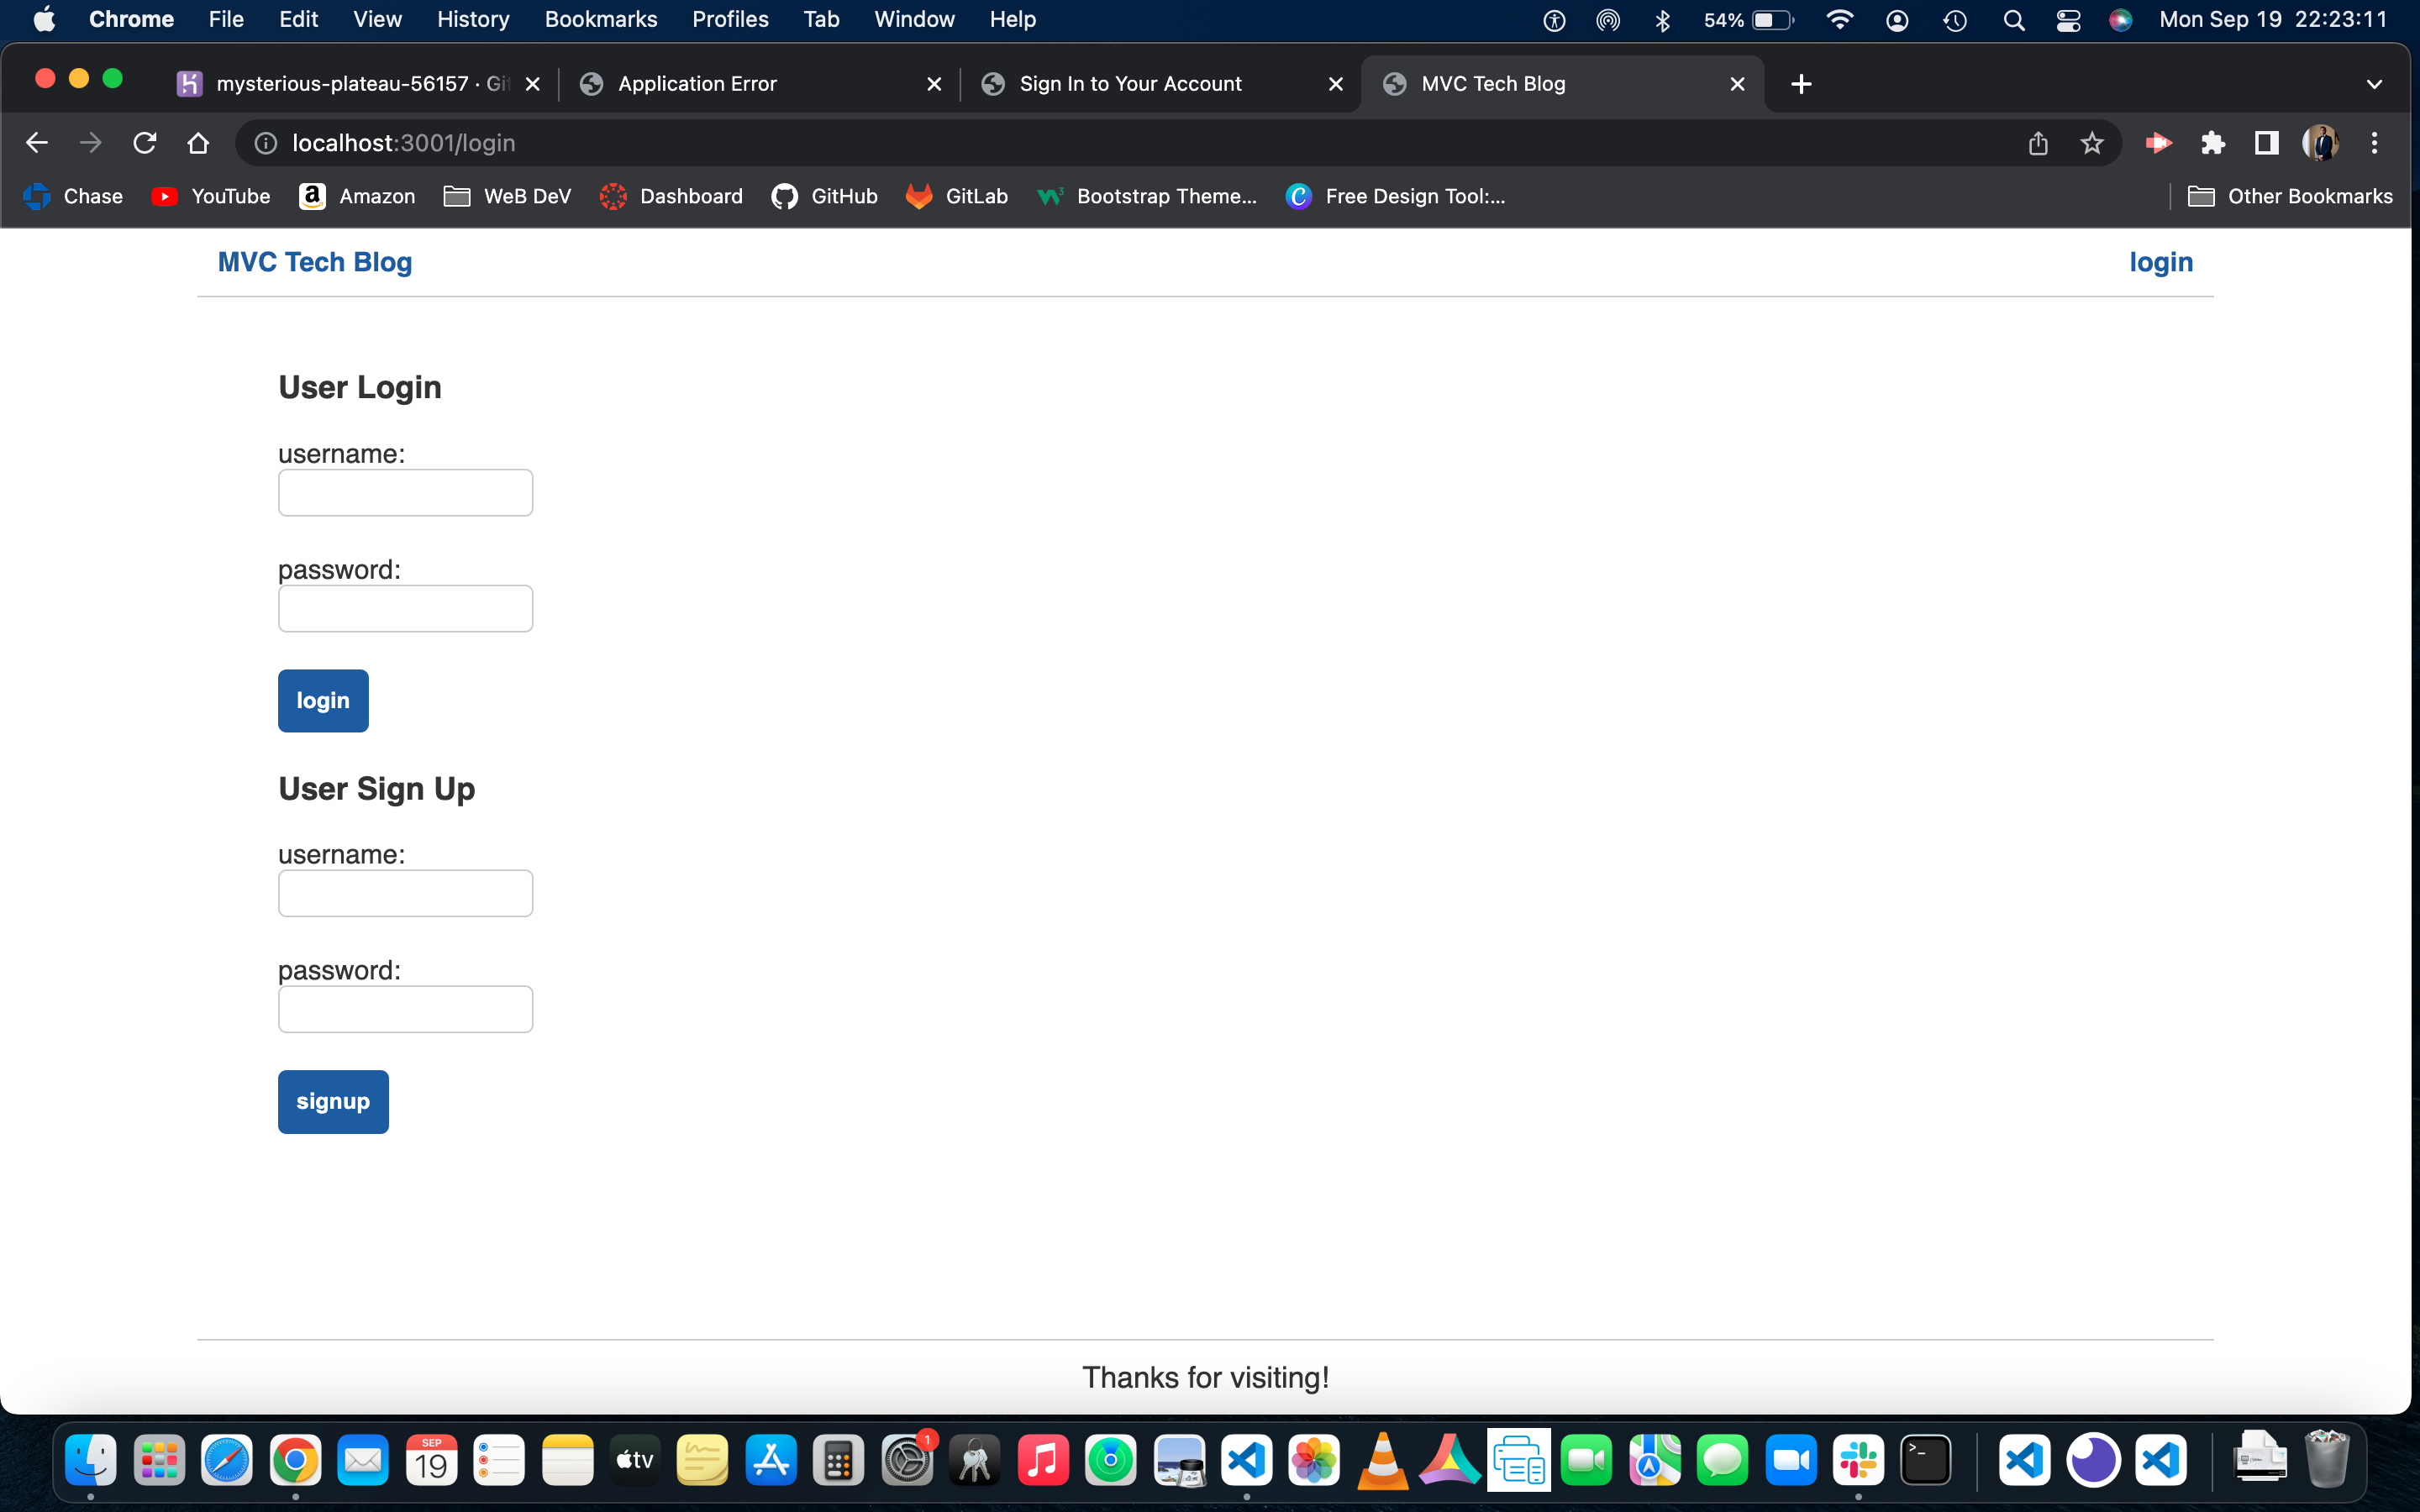 Chrome File Edit View History Bookmarks Profiles Tab Window Help 54% Mon Sep 19 22:23:11
mysterious-plateau-56157 · Git Application Error Sign In to Your Account MVC Tech Blog
localhost:3001/login
Chase YouTube Amazon WeB DeV Dashboard GitHub GitLab Bootstrap Theme... Free Design Tool:... Other Bookmarks
MVC Tech Blog login
User Login
username:
password:
login
User Sign Up
username:
password:
signup
Thanks for visiting!
SEP
19
tv
1